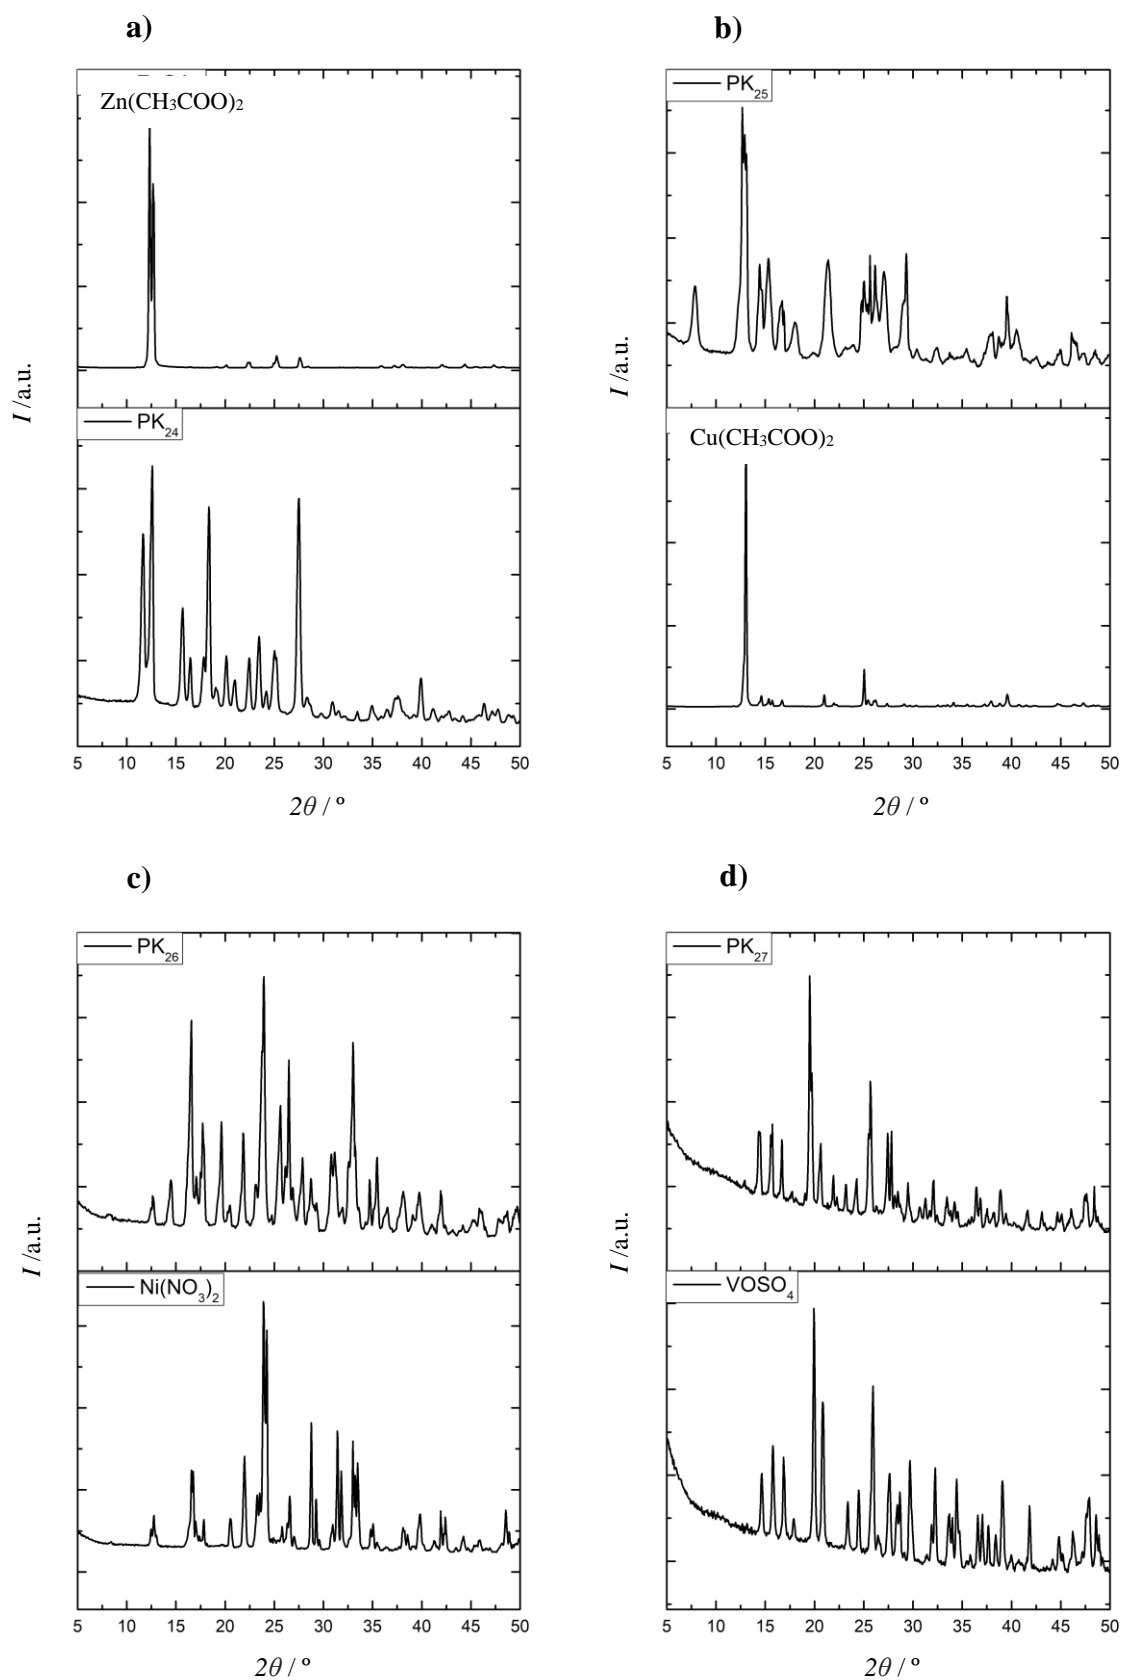 a)
Zn(CH₃COO)₂
PK₂₄
I /a.u.
5 10 15 20 25 30 35 40 45 50
2θ / º
b)
PK₂₅
Cu(CH₃COO)₂
I /a.u.
5 10 15 20 25 30 35 40 45 50
2θ / º
c)
PK₂₆
Ni(NO₃)₂
I /a.u.
5 10 15 20 25 30 35 40 45 50
2θ / º
d)
PK₂₇
VOSO₄
I /a.u.
5 10 15 20 25 30 35 40 45 50
2θ / º